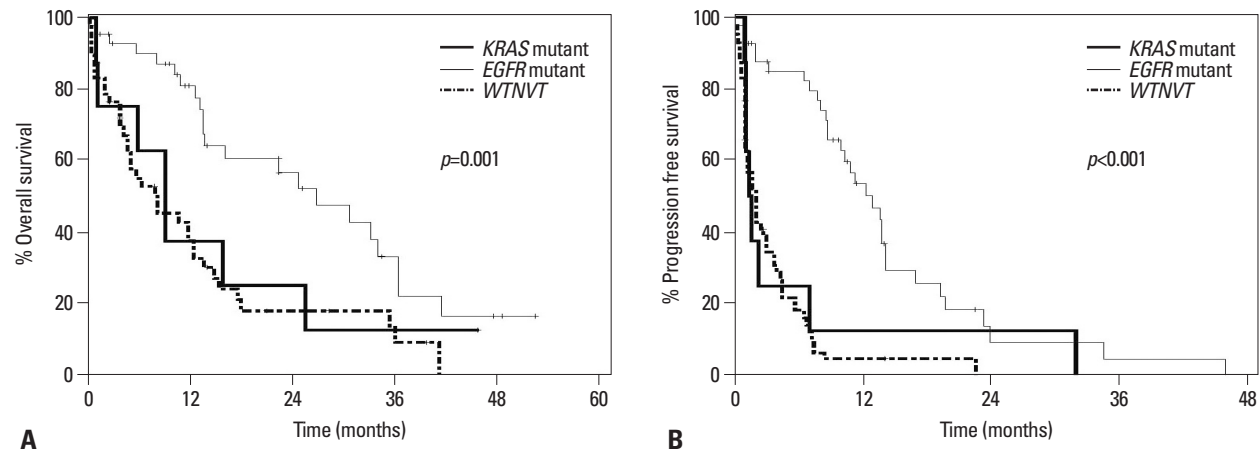 100
80
60
40
20
0
% Overall survival
KRAS mutant
EGFR mutant
WTNVT
p=0.001
0 12 24 36 48 60
Time (months)
A
100
80
60
40
20
0
% Progression free survival
KRAS mutant
EGFR mutant
WTNVT
p<0.001
0 12 24 36 48
Time (months)
B